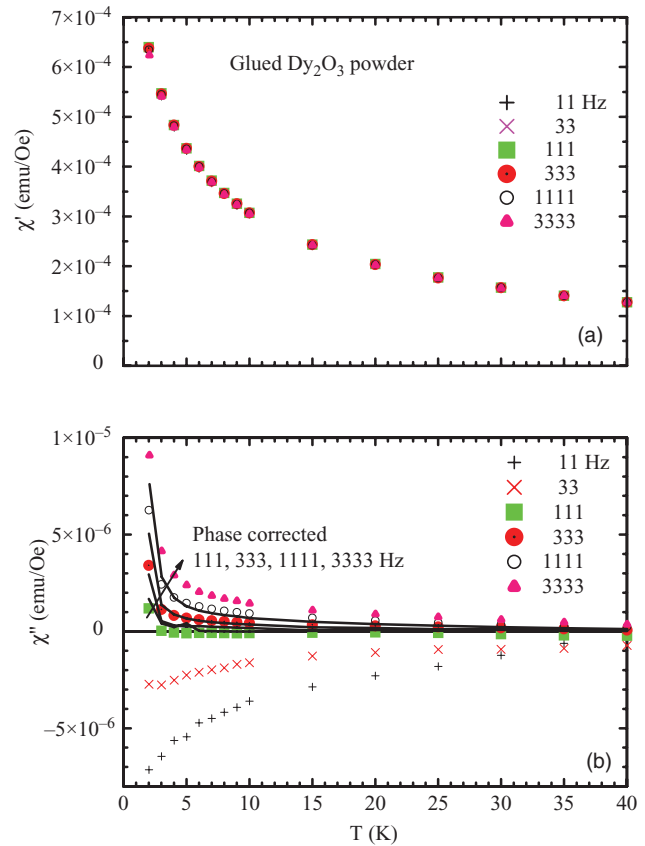 (a)
7×10⁻⁴
6×10⁻⁴
5×10⁻⁴
4×10⁻⁴
3×10⁻⁴
2×10⁻⁴
1×10⁻⁴
0
χ' (emu/Oe)
Glued Dy₂O₃ powder
11 Hz
33
111
333
1111
3333
1×10⁻⁵
5×10⁻⁶
0
−5×10⁻⁶
χ'' (emu/Oe)
11 Hz
33
111
333
1111
3333
Phase corrected
111, 333, 1111, 3333 Hz
(b)
0 5 10 15 20 25 30 35 40
T (K)